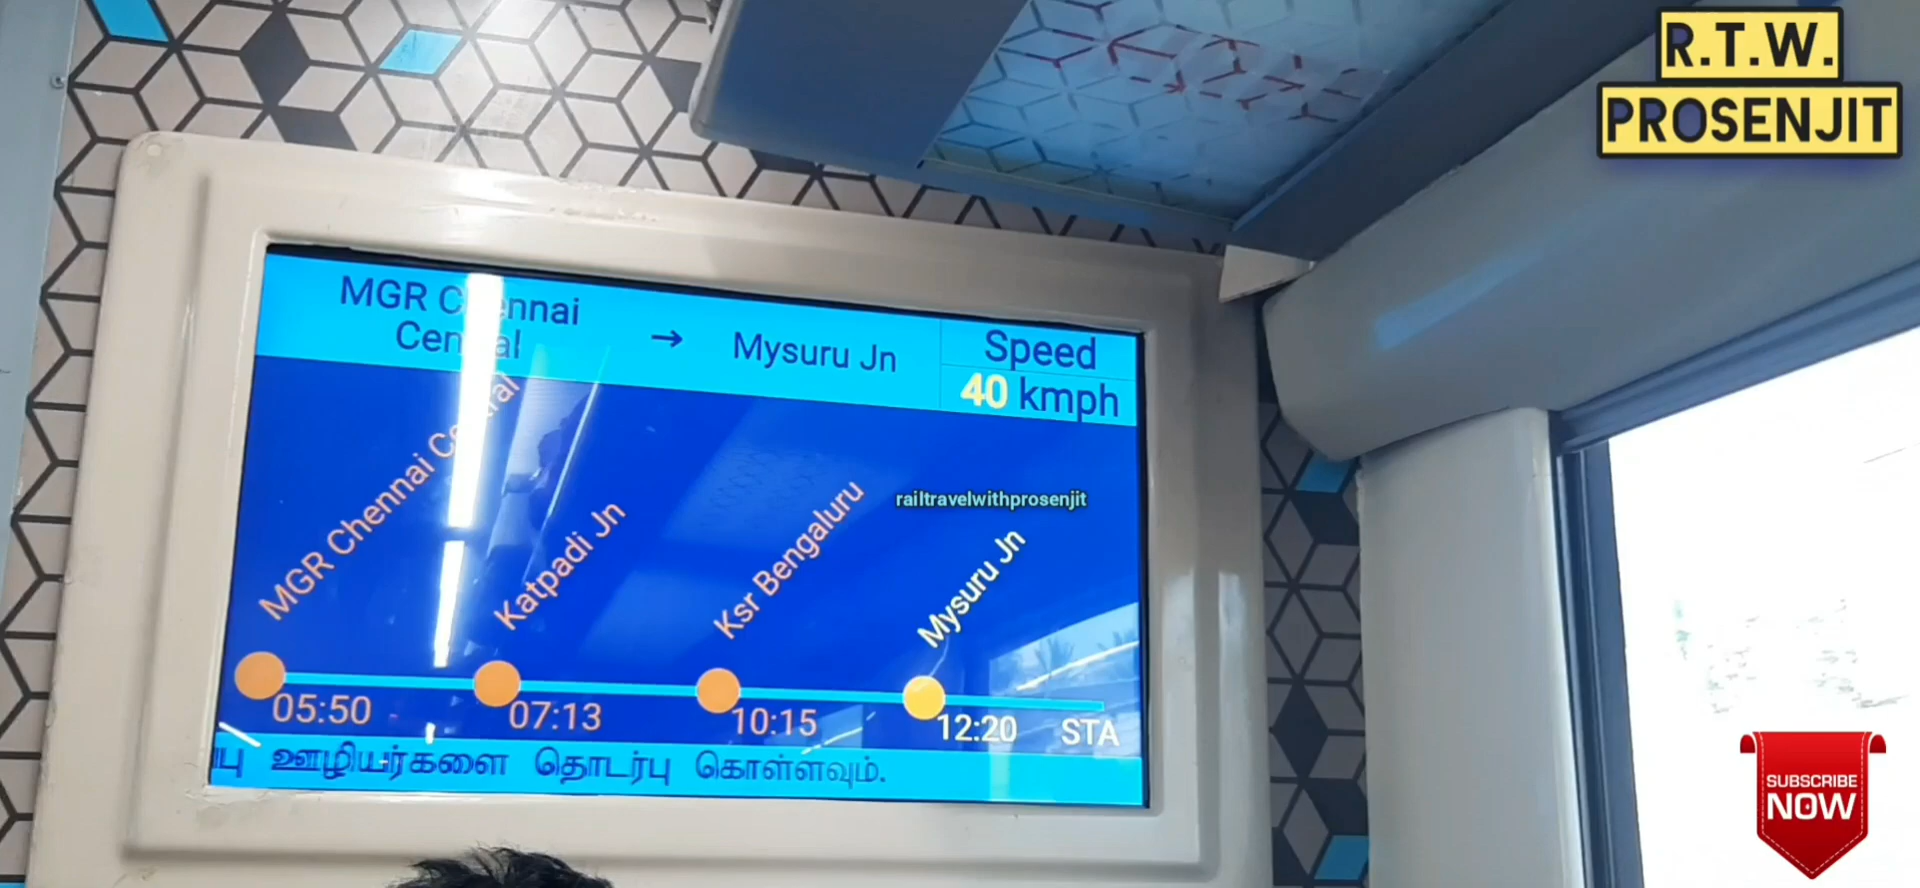 R.T.W.
PROSENJIT
MGR Chennai
Central
→
Mysuru Jn
Speed
40 kmph
MGR Chennai Central
Katpadi Jn
Ksr Bengaluru
railtravelwithprosenjit
Mysuru Jn
05:50
07:13
10:15
12:20
STA
ஊழியர்களை தொடர்பு கொள்ளவும்.
SUBSCRIBE
NOW